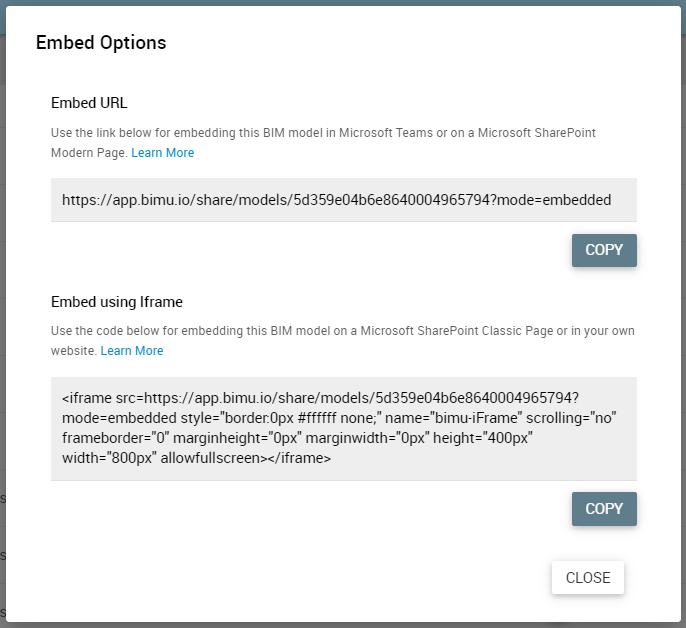 Embed Options
Embed URL
Use the link below for embedding this BIM model in Microsoft Teams or on a Microsoft SharePoint
Modern Page. Learn More
https://app.bimu.io/share/models/5d359e04b6e8640004965794?mode=embedded
COPY
Embed using Iframe
Use the code below for embedding this BIM model on a Microsoft SharePoint Classic Page or in your own
website. Learn More
<iframe src=https://app.bimu.io/share/models/5d359e04b6e8640004965794?
mode=embedded style="border:0px #ffffff none;" name="bimu-iFrame" scrolling="no"
frameborder="0" marginheight="0px" marginwidth="0px" height="400px"
width="800px" allowfullscreen></iframe>
COPY
CLOSE